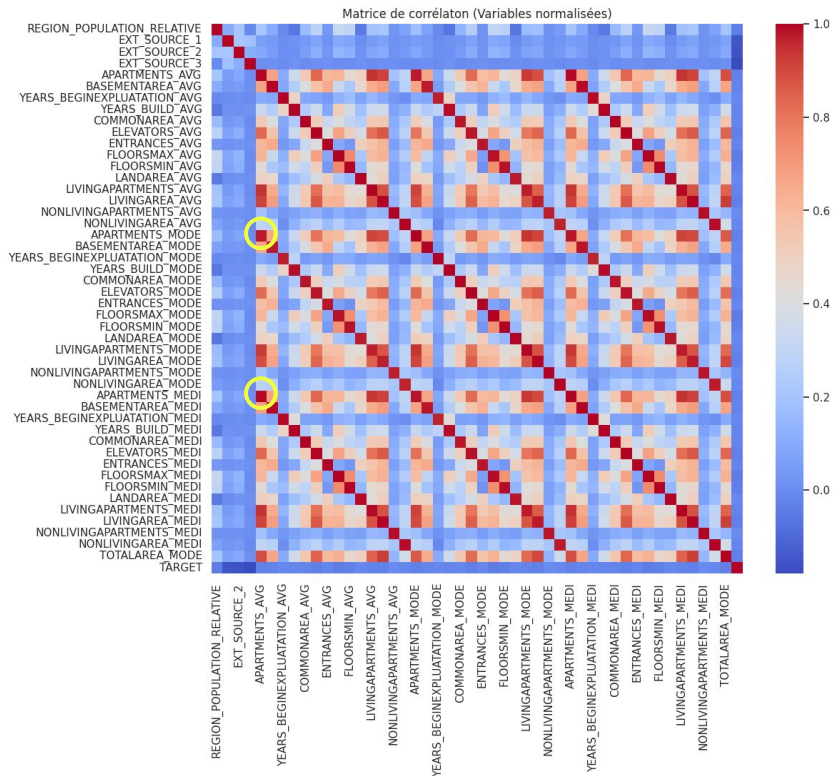 Matrice de corrélaton (Variables normalisées)
REGION_POPULATION_RELATIVE
EXT_SOURCE_1
EXT_SOURCE_2
EXT_SOURCE_3
APARTMENTS_AVG
BASEMENTAREA_AVG
YEARS_BEGINEXPLUATATION_AVG
YEARS_BUILD_AVG
COMMONAREA_AVG
ELEVATORS_AVG
ENTRANCES_AVG
FLOORSMAX_AVG
FLOORSMIN_AVG
LANDAREA_AVG
LIVINGAPARTMENTS_AVG
LIVINGAREA_AVG
NONLIVINGAPARTMENTS_AVG
NONLIVINGAREA_AVG
APARTMENTS_MODE
BASEMENTAREA_MODE
YEARS_BEGINEXPLUATATION_MODE
YEARS_BUILD_MODE
COMMONAREA_MODE
ELEVATORS_MODE
ENTRANCES_MODE
FLOORSMAX_MODE
FLOORSMIN_MODE
LANDAREA_MODE
LIVINGAPARTMENTS_MODE
LIVINGAREA_MODE
NONLIVINGAPARTMENTS_MODE
NONLIVINGAREA_MODE
APARTMENTS_MEDI
BASEMENTAREA_MEDI
YEARS_BEGINEXPLUATATION_MEDI
YEARS_BUILD_MEDI
COMMONAREA_MEDI
ELEVATORS_MEDI
ENTRANCES_MEDI
FLOORSMAX_MEDI
FLOORSMIN_MEDI
LANDAREA_MEDI
LIVINGAPARTMENTS_MEDI
LIVINGAREA_MEDI
NONLIVINGAPARTMENTS_MEDI
NONLIVINGAREA_MEDI
TOTALAREA_MODE
TARGET
REGION_POPULATION_RELATIVE
EXT_SOURCE_2
APARTMENTS_AVG
YEARS_BEGINEXPLUATATION_AVG
COMMONAREA_AVG
ENTRANCES_AVG
FLOORSMIN_AVG
LIVINGAPARTMENTS_AVG
NONLIVINGAPARTMENTS_AVG
APARTMENTS_MODE
YEARS_BEGINEXPLUATATION_MODE
COMMONAREA_MODE
ENTRANCES_MODE
FLOORSMIN_MODE
LIVINGAPARTMENTS_MODE
NONLIVINGAPARTMENTS_MODE
APARTMENTS_MEDI
YEARS_BEGINEXPLUATATION_MEDI
COMMONAREA_MEDI
ENTRANCES_MEDI
FLOORSMIN_MEDI
LIVINGAPARTMENTS_MEDI
NONLIVINGAPARTMENTS_MEDI
TOTALAREA_MODE
1.0
0.8
0.6
0.4
0.2
0.0